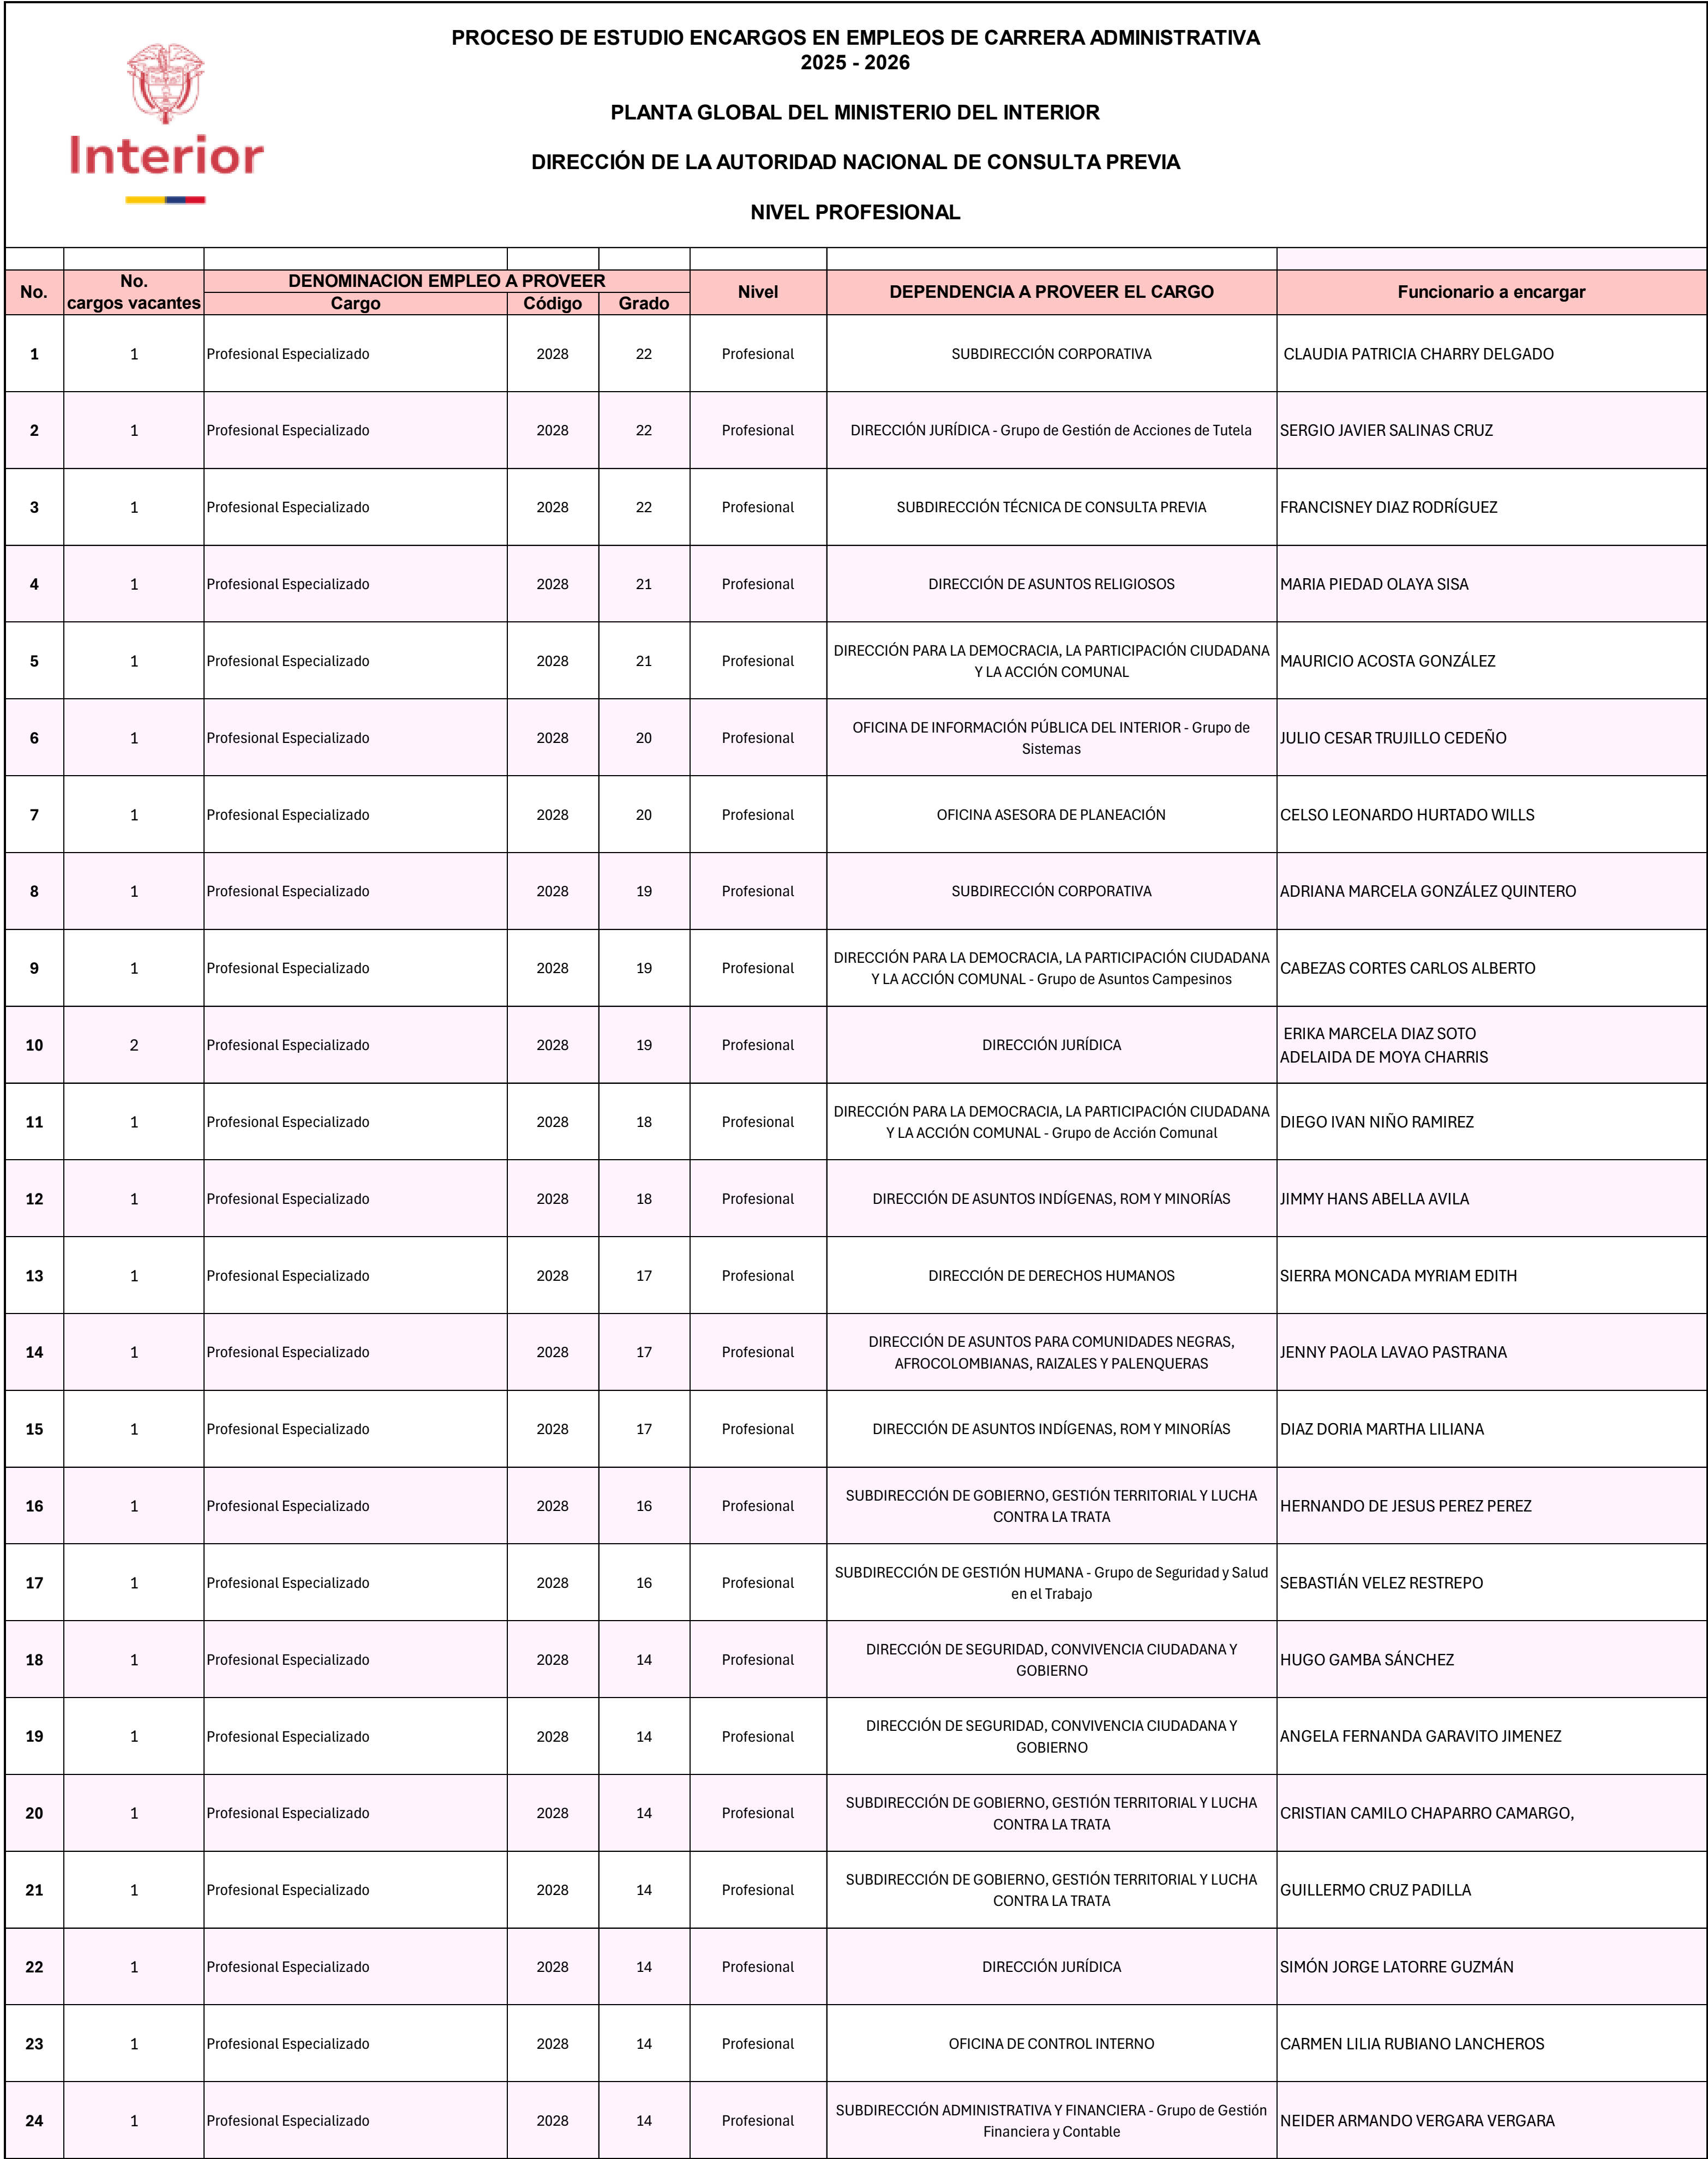 PROCESO DE ESTUDIO ENCARGOS EN EMPLEOS DE CARRERA ADMINISTRATIVA
2025 - 2026
PLANTA GLOBAL DEL MINISTERIO DEL INTERIOR
DIRECCIÓN DE LA AUTORIDAD NACIONAL DE CONSULTA PREVIA
NIVEL PROFESIONAL
Interior
No. No. cargos vacantes DENOMINACION EMPLEO A PROVEER Nivel DEPENDENCIA A PROVEER EL CARGO Funcionario a encargar
Cargo Código Grado
1 1 Profesional Especializado 2028 22 Profesional SUBDIRECCIÓN CORPORATIVA CLAUDIA PATRICIA CHARRY DELGADO
2 1 Profesional Especializado 2028 22 Profesional DIRECCIÓN JURÍDICA - Grupo de Gestión de Acciones de Tutela SERGIO JAVIER SALINAS CRUZ
3 1 Profesional Especializado 2028 22 Profesional SUBDIRECCIÓN TÉCNICA DE CONSULTA PREVIA FRANCISNEY DIAZ RODRÍGUEZ
4 1 Profesional Especializado 2028 21 Profesional DIRECCIÓN DE ASUNTOS RELIGIOSOS MARIA PIEDAD OLAYA SISA
5 1 Profesional Especializado 2028 21 Profesional DIRECCIÓN PARA LA DEMOCRACIA, LA PARTICIPACIÓN CIUDADANA
Y LA ACCIÓN COMUNAL MAURICIO ACOSTA GONZÁLEZ
6 1 Profesional Especializado 2028 20 Profesional OFICINA DE INFORMACIÓN PÚBLICA DEL INTERIOR - Grupo de
Sistemas JULIO CESAR TRUJILLO CEDEÑO
7 1 Profesional Especializado 2028 20 Profesional OFICINA ASESORA DE PLANEACIÓN CELSO LEONARDO HURTADO WILLS
8 1 Profesional Especializado 2028 19 Profesional SUBDIRECCIÓN CORPORATIVA ADRIANA MARCELA GONZÁLEZ QUINTERO
9 1 Profesional Especializado 2028 19 Profesional DIRECCIÓN PARA LA DEMOCRACIA, LA PARTICIPACIÓN CIUDADANA
Y LA ACCIÓN COMUNAL - Grupo de Asuntos Campesinos CABEZAS CORTES CARLOS ALBERTO
10 2 Profesional Especializado 2028 19 Profesional DIRECCIÓN JURÍDICA ERIKA MARCELA DIAZ SOTO
ADELAIDA DE MOYA CHARRIS
11 1 Profesional Especializado 2028 18 Profesional DIRECCIÓN PARA LA DEMOCRACIA, LA PARTICIPACIÓN CIUDADANA
Y LA ACCIÓN COMUNAL - Grupo de Acción Comunal DIEGO IVAN NIÑO RAMIREZ
12 1 Profesional Especializado 2028 18 Profesional DIRECCIÓN DE ASUNTOS INDÍGENAS, ROM Y MINORÍAS JIMMY HANS ABELLA AVILA
13 1 Profesional Especializado 2028 17 Profesional DIRECCIÓN DE DERECHOS HUMANOS SIERRA MONCADA MYRIAM EDITH
14 1 Profesional Especializado 2028 17 Profesional DIRECCIÓN DE ASUNTOS PARA COMUNIDADES NEGRAS,
AFROCOLOMBIANAS, RAIZALES Y PALENQUERAS JENNY PAOLA LAVAO PASTRANA
15 1 Profesional Especializado 2028 17 Profesional DIRECCIÓN DE ASUNTOS INDÍGENAS, ROM Y MINORÍAS DIAZ DORIA MARTHA LILIANA
16 1 Profesional Especializado 2028 16 Profesional SUBDIRECCIÓN DE GOBIERNO, GESTIÓN TERRITORIAL Y LUCHA
CONTRA LA TRATA HERNANDO DE JESUS PEREZ PEREZ
17 1 Profesional Especializado 2028 16 Profesional SUBDIRECCIÓN DE GESTIÓN HUMANA - Grupo de Seguridad y Salud
en el Trabajo SEBASTIÁN VELEZ RESTREPO
18 1 Profesional Especializado 2028 14 Profesional DIRECCIÓN DE SEGURIDAD, CONVIVENCIA CIUDADANA Y
GOBIERNO HUGO GAMBA SÁNCHEZ
19 1 Profesional Especializado 2028 14 Profesional DIRECCIÓN DE SEGURIDAD, CONVIVENCIA CIUDADANA Y
GOBIERNO ANGELA FERNANDA GARAVITO JIMENEZ
20 1 Profesional Especializado 2028 14 Profesional SUBDIRECCIÓN DE GOBIERNO, GESTIÓN TERRITORIAL Y LUCHA
CONTRA LA TRATA CRISTIAN CAMILO CHAPARRO CAMARGO,
21 1 Profesional Especializado 2028 14 Profesional SUBDIRECCIÓN DE GOBIERNO, GESTIÓN TERRITORIAL Y LUCHA
CONTRA LA TRATA GUILLERMO CRUZ PADILLA
22 1 Profesional Especializado 2028 14 Profesional DIRECCIÓN JURÍDICA SIMÓN JORGE LATORRE GUZMÁN
23 1 Profesional Especializado 2028 14 Profesional OFICINA DE CONTROL INTERNO CARMEN LILIA RUBIANO LANCHEROS
24 1 Profesional Especializado 2028 14 Profesional SUBDIRECCIÓN ADMINISTRATIVA Y FINANCIERA - Grupo de Gestión
Financiera y Contable NEIDER ARMANDO VERGARA VERGARA